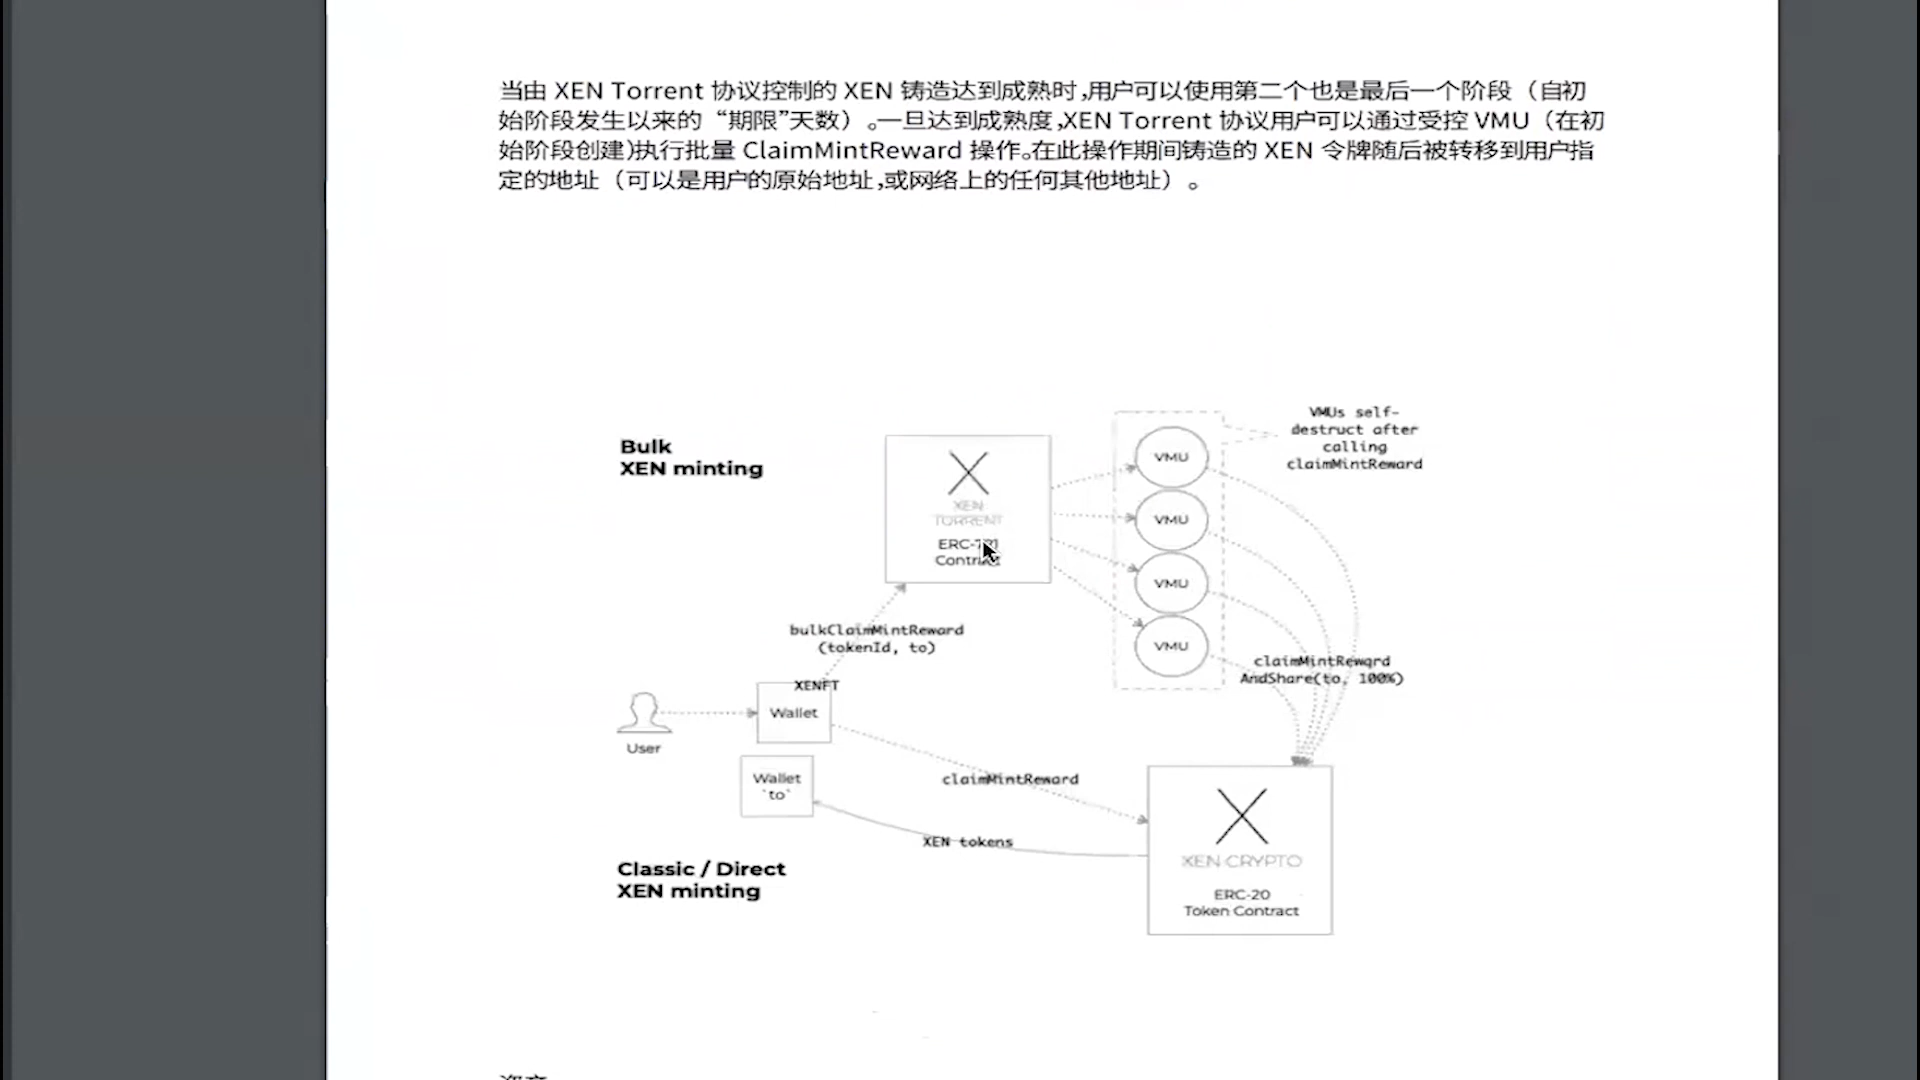 当由 XEN Torrent 协议控制的 XEN 铸造达到成熟时,用户可以使用第二个也是最后一个阶段（自初
始阶段发生以来的“期限”天数）。一旦达到成熟度,XEN Torrent 协议用户可以通过受控 VMU（在初
始阶段创建)执行批量 ClaimMintReward 操作。在此操作期间铸造的 XEN 令牌随后被转移到用户指
定的地址（可以是用户的原始地址,或网络上的任何其他地址）。
Bulk
XEN minting
XEN
TORRENT
Contract
VMU
VMU
VMU
VMU
VMUs self-
destruct after
calling
claimMintReward
bulkClaimMintReward
(tokenId, to)
XENFT
Wallet
User
Wallet
`to`
claimMintReward
AndShare(to, 100%)
claimMintReward
XEN tokens
Classic / Direct
XEN minting
XEN CRYPTO
ERC-20
Token Contract